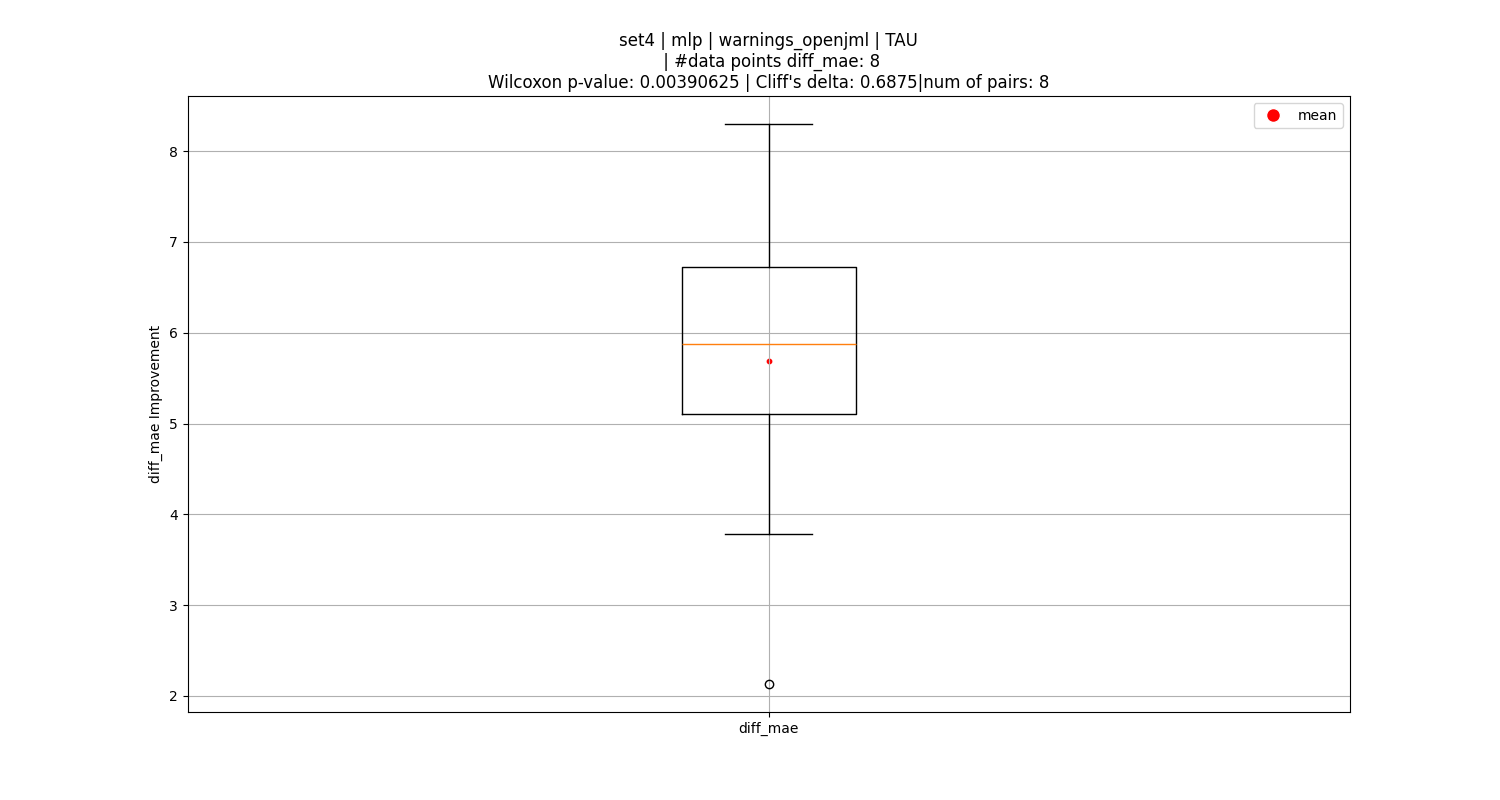 set4 | mlp | warnings_openjml | TAU
| #data points diff_mae: 8
Wilcoxon p-value: 0.00390625 | Cliff's delta: 0.6875|num of pairs: 8
mean
8
7
6
5
4
3
2
diff_mae Improvement
diff_mae